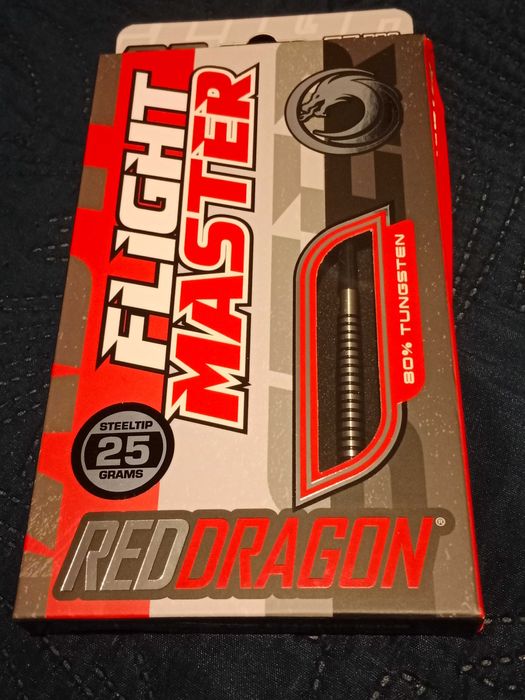 FLIGHT
MASTER
80% TUNGSTEN
STEELTIP
25
GRAMS
REDDRAGON®